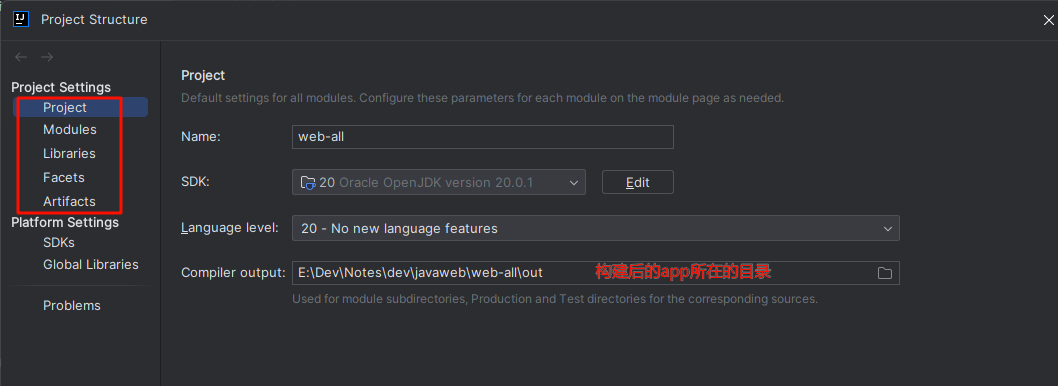 Project Structure
Project Settings
Project
Modules
Libraries
Facets
Artifacts
Platform Settings
SDKs
Global Libraries
Problems
Project
Default settings for all modules. Configure these parameters for each module on the module page as needed.
Name: web-all
SDK: 20 Oracle OpenJDK version 20.0.1 Edit
Language level: 20 - No new language features
Compiler output: E:\Dev\Notes\dev\javaweb\web-all\out 构建后的app所在的目录
Used for module subdirectories, Production and Test directories for the corresponding sources.